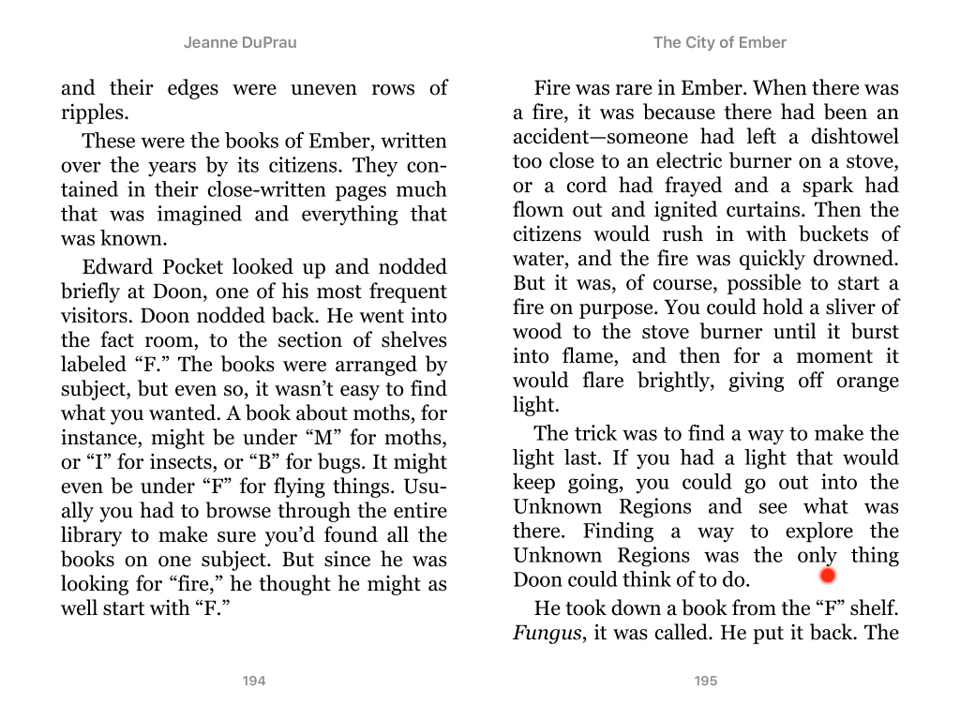 Jeanne DuPrau
and their edges were uneven rows of
ripples.
These were the books of Ember, written
over the years by its citizens. They con-
tained in their close-written pages much
that was imagined and everything that
was known.
Edward Pocket looked up and nodded
briefly at Doon, one of his most frequent
visitors. Doon nodded back. He went into
the fact room, to the section of shelves
labeled “F.” The books were arranged by
subject, but even so, it wasn’t easy to find
what you wanted. A book about moths, for
instance, might be under “M” for moths,
or “I” for insects, or “B” for bugs. It might
even be under “F” for flying things. Usu-
ally you had to browse through the entire
library to make sure you’d found all the
books on one subject. But since he was
looking for “fire,” he thought he might as
well start with “F.”
194
The City of Ember
Fire was rare in Ember. When there was
a fire, it was because there had been an
accident—someone had left a dishtowel
too close to an electric burner on a stove,
or a cord had frayed and a spark had
flown out and ignited curtains. Then the
citizens would rush in with buckets of
water, and the fire was quickly drowned.
But it was, of course, possible to start a
fire on purpose. You could hold a sliver of
wood to the stove burner until it burst
into flame, and then for a moment it
would flare brightly, giving off orange
light.
The trick was to find a way to make the
light last. If you had a light that would
keep going, you could go out into the
Unknown Regions and see what was
there. Finding a way to explore the
Unknown Regions was the only thing
Doon could think of to do.
He took down a book from the “F” shelf.
Fungus, it was called. He put it back. The
195